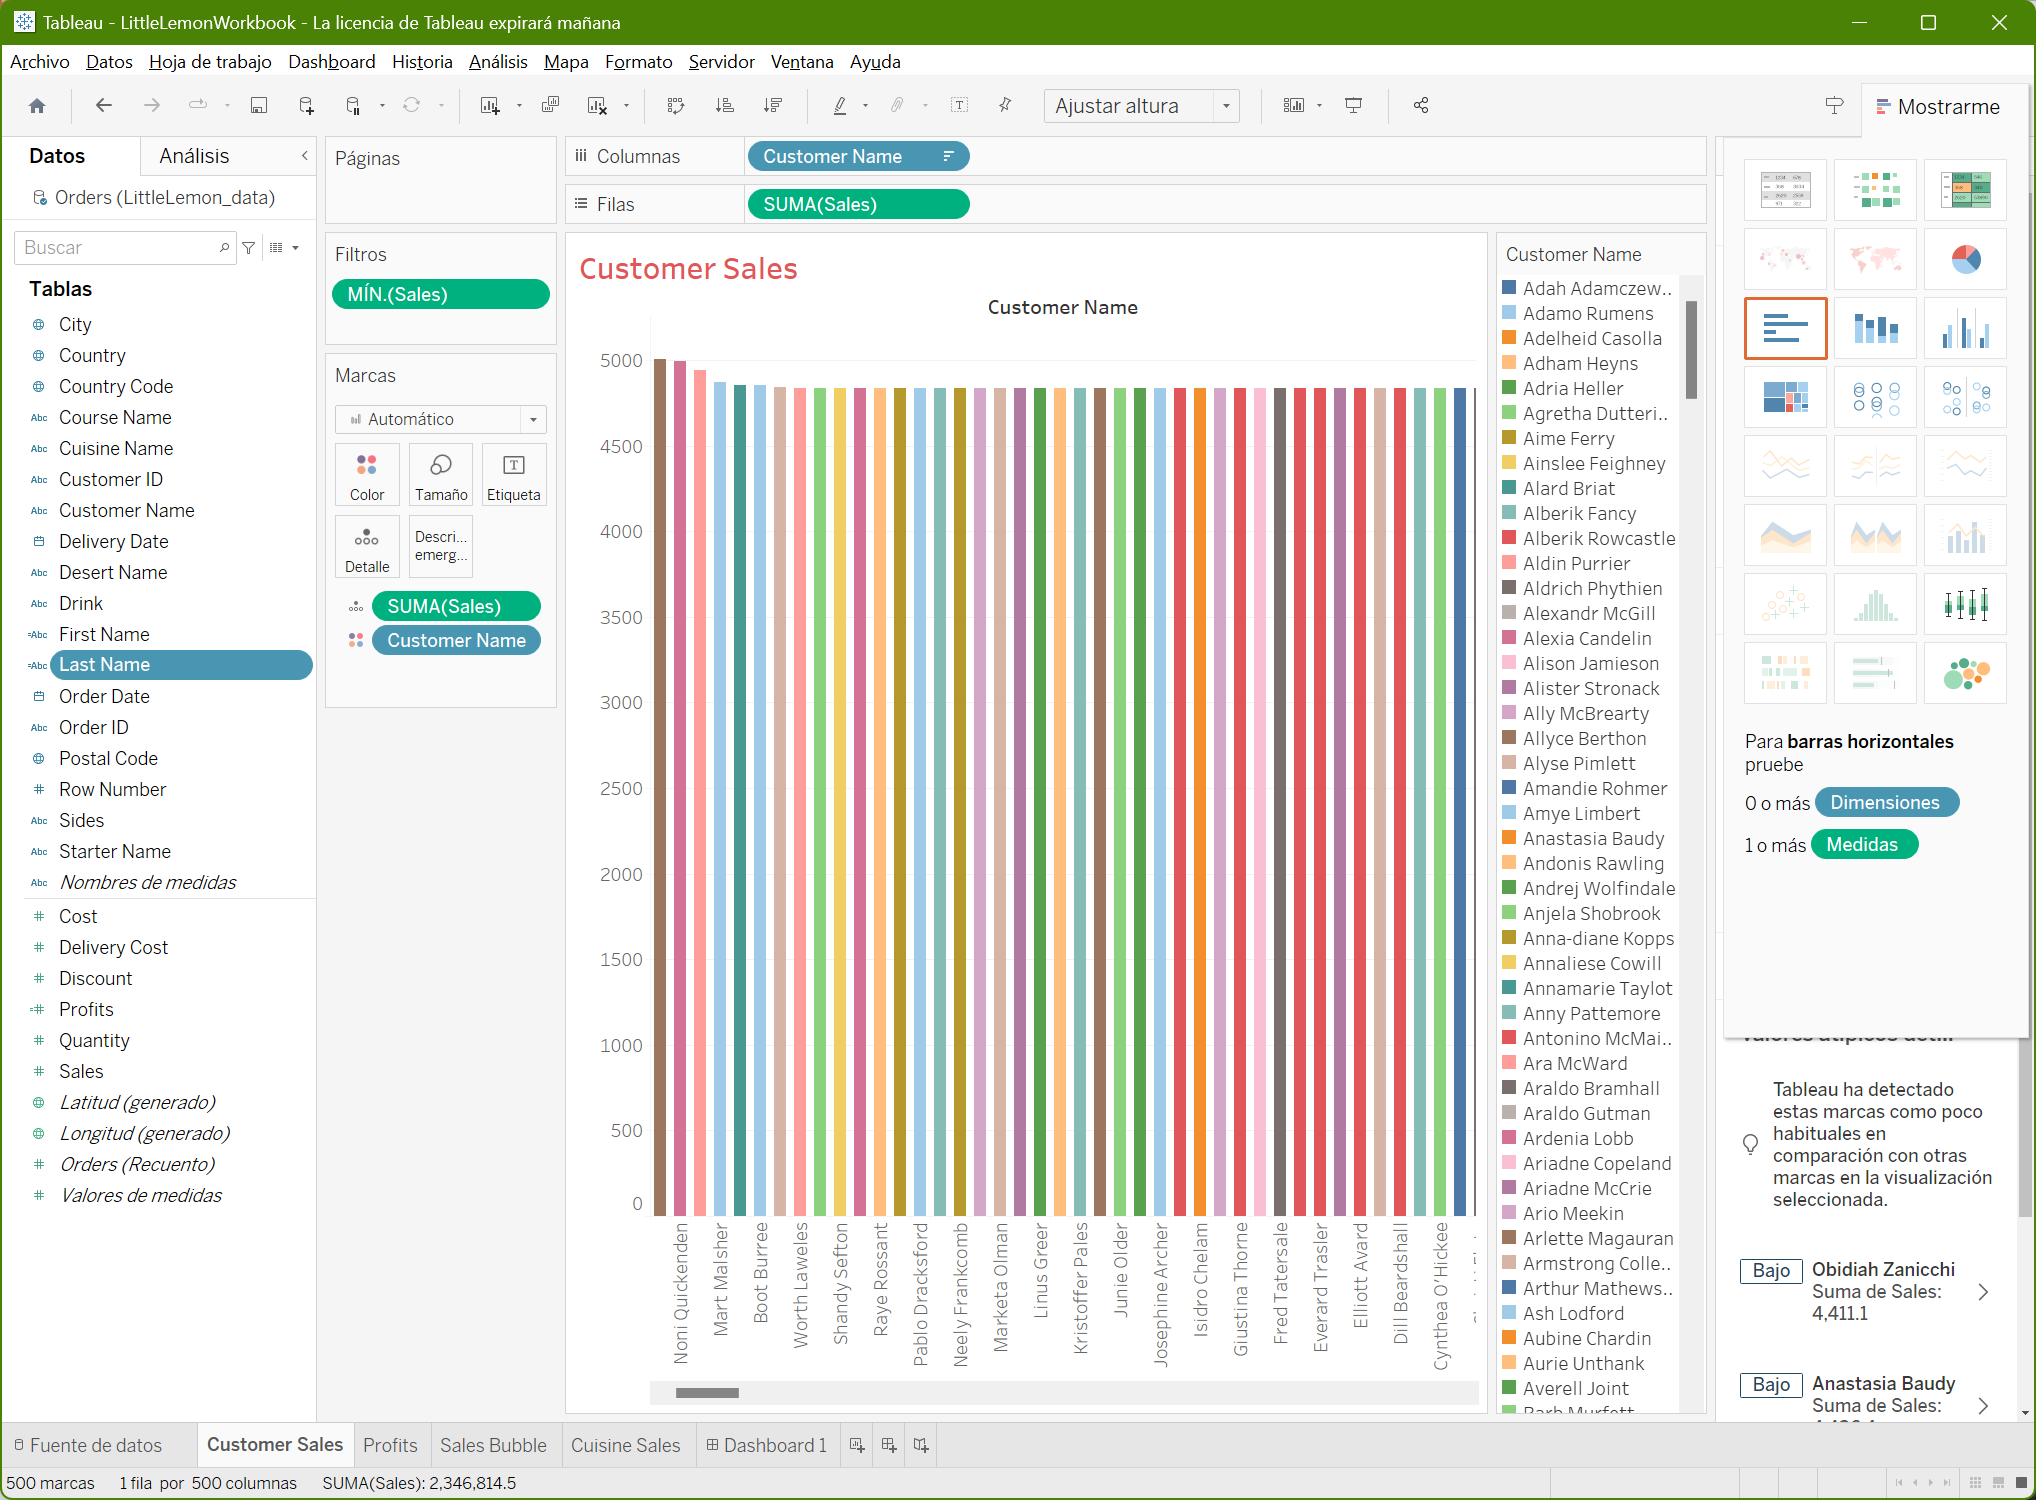 Tableau - LittleLemonWorkbook - La licencia de Tableau expirará mañana
Archivo Datos Hoja de trabajo Dashboard Historia Análisis Mapa Formato Servidor Ventana Ayuda
Ajustar altura
Mostrarme
Datos
Análisis
Orders (LittleLemon_data)
Buscar
Tablas
City
Country
Country Code
Abc Course Name
Abc Cuisine Name
Abc Customer ID
Abc Customer Name
Delivery Date
Abc Desert Name
Abc Drink
=Abc First Name
=Abc Last Name
Order Date
Abc Order ID
Postal Code
# Row Number
Abc Sides
Abc Starter Name
Abc Nombres de medidas
# Cost
# Delivery Cost
# Discount
=# Profits
# Quantity
# Sales
Latitud (generado)
Longitud (generado)
# Orders (Recuento)
# Valores de medidas
Páginas
Filtros
MÍN.(Sales)
Marcas
Automático
Color
Tamaño
Etiqueta
Detalle
Descri...
emerg...
SUMA(Sales)
Customer Name
Columnas
Customer Name
Filas
SUMA(Sales)
Customer Sales
Customer Name
5000
4500
4000
3500
3000
2500
2000
1500
1000
500
0
Noni Quickenden
Mart Malsher
Boot Burree
Worth Laweles
Shandy Sefton
Raye Rossant
Pablo Dracksford
Neely Frankcomb
Marketa Olman
Linus Greer
Kristoffer Pales
Junie Older
Josephine Archer
Isidro Chelam
Giustina Thorne
Fred Tatersale
Everard Trasler
Elliott Avard
Dill Beardshall
Cynthea O'Hickee
Customer Name
Adah Adamczew..
Adamo Rumens
Adelheid Casolla
Adham Heyns
Adria Heller
Agretha Dutteri..
Aime Ferry
Ainslee Feighney
Alard Briat
Alberik Fancy
Alberik Rowcastle
Aldin Purrier
Aldrich Phythien
Alexandr McGill
Alexia Candelin
Alison Jamieson
Alister Stronack
Ally McBrearty
Allyce Berthon
Alyse Pimlett
Amandie Rohmer
Amye Limbert
Anastasia Baudy
Andonis Rawling
Andrej Wolfindale
Anjela Shobrook
Anna-diane Kopps
Annaliese Cowill
Annamarie Taylot
Anny Pattemore
Antonino McMai..
Ara McWard
Araldo Bramhall
Araldo Gutman
Ardenia Lobb
Ariadne Copeland
Ariadne McCrie
Ario Meekin
Arlette Magauran
Armstrong Colle..
Arthur Mathews..
Ash Lodford
Aubine Chardin
Aurie Unthank
Averell Joint
Barb Murfett
Para barras horizontales
pruebe
0 o más Dimensiones
1 o más Medidas
Tableau ha detectado
estas marcas como poco
habituales en
comparación con otras
marcas en la visualización
seleccionada.
Bajo
Obidiah Zanicchi
Suma de Sales:
4,411.1
Bajo
Anastasia Baudy
Suma de Sales:
Fuente de datos
Customer Sales
Profits
Sales Bubble
Cuisine Sales
Dashboard 1
500 marcas 1 fila por 500 columnas SUMA(Sales): 2,346,814.5